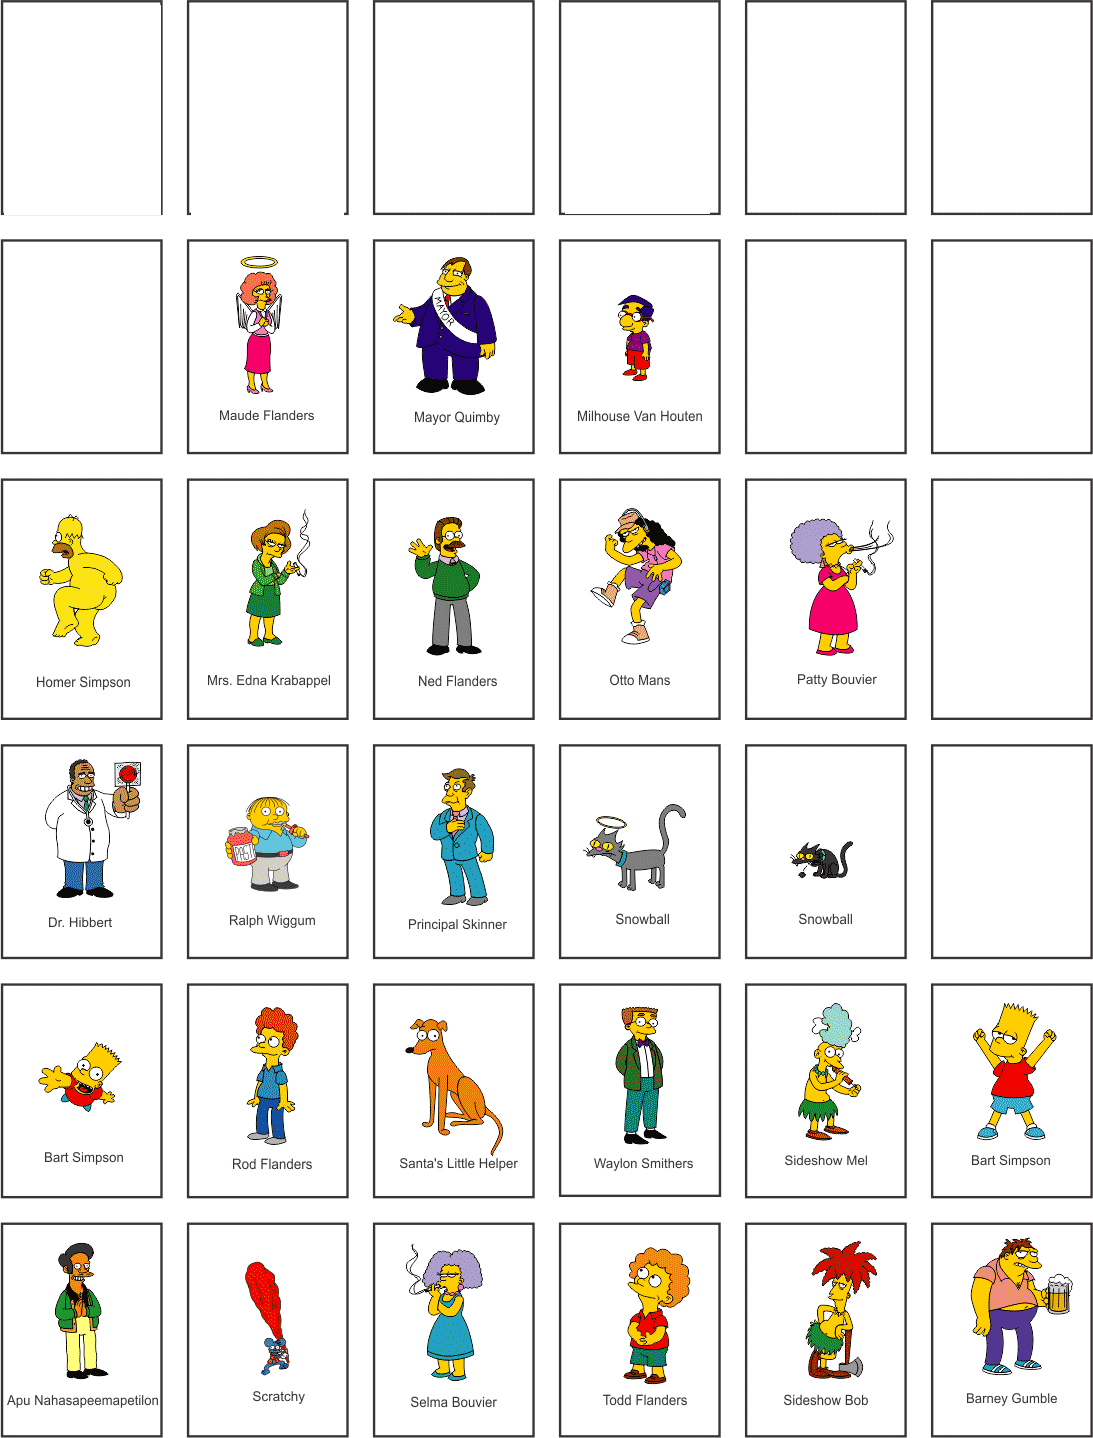 MAYOR
Maude Flanders
Mayor Quimby
Milhouse Van Houten
Homer Simpson
Mrs. Edna Krabappel
Ned Flanders
Otto Mans
Patty Bouvier
PAST
Dr. Hibbert
Ralph Wiggum
Principal Skinner
Snowball
Snowball
Bart Simpson
Rod Flanders
Santa's Little Helper
Waylon Smithers
Sideshow Mel
Bart Simpson
Apu Nahasapeemapetilon
Scratchy
Selma Bouvier
Todd Flanders
Sideshow Bob
Barney Gumble